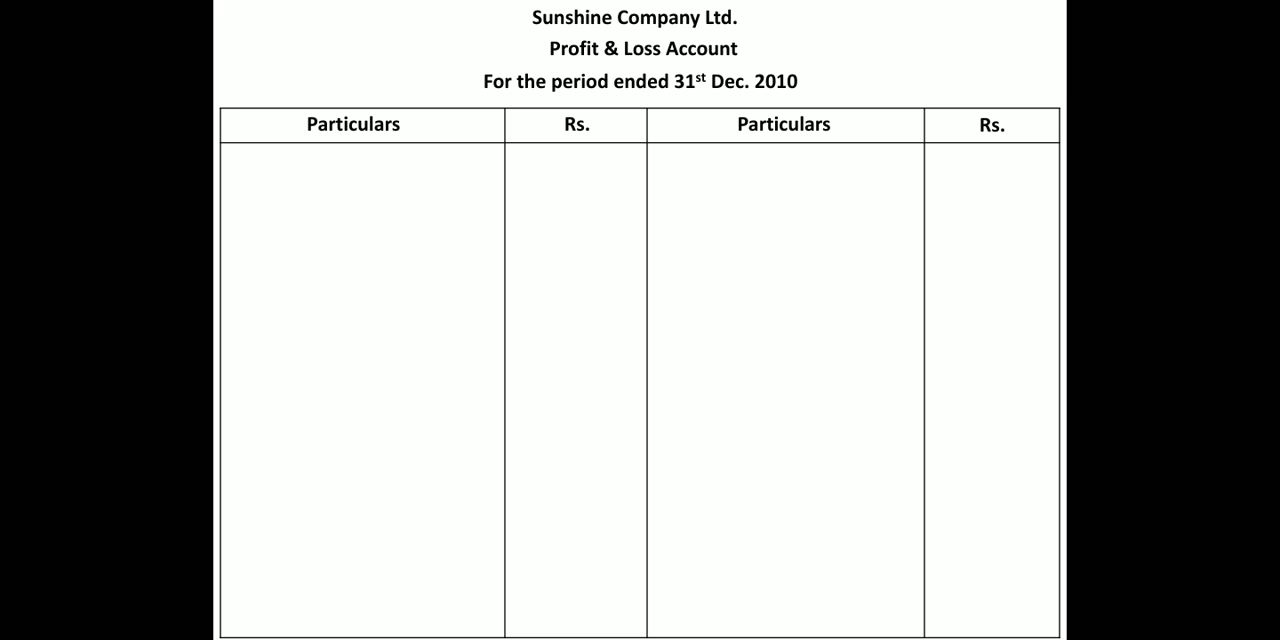 Sunshine Company Ltd.
Profit & Loss Account
For the period ended 31st Dec. 2010
Particulars Rs. Particulars Rs.